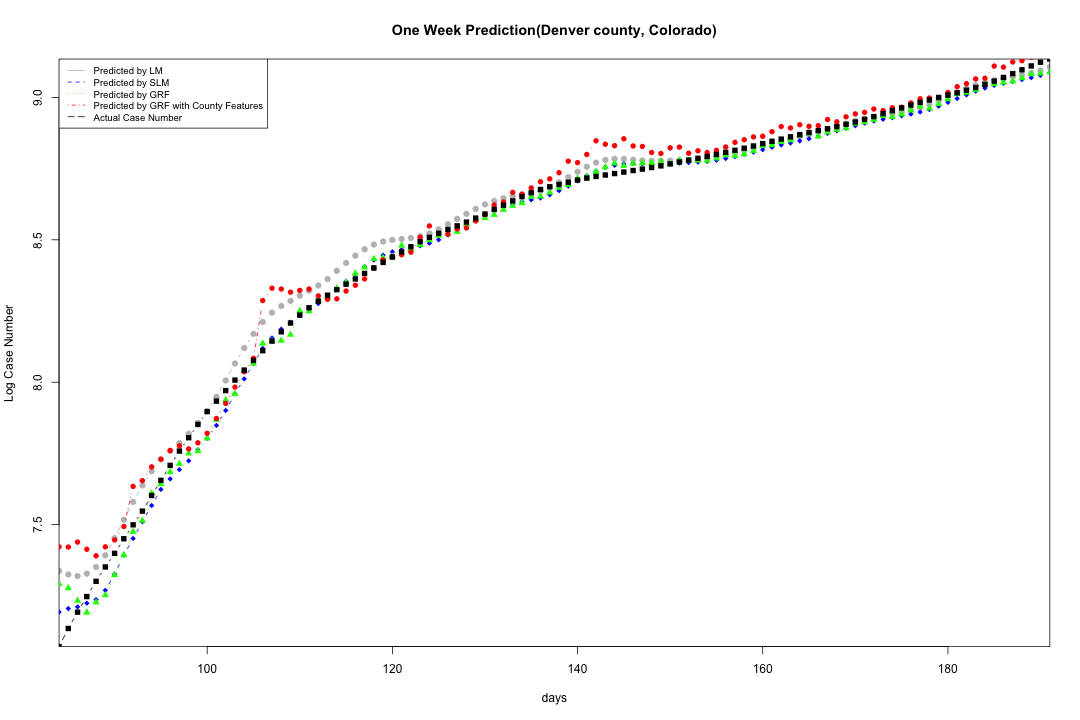 One Week Prediction(Denver county, Colorado)
Predicted by LM
Predicted by SLM
Predicted by GRF
Predicted by GRF with County Features
Actual Case Number
9.0
8.5
8.0
7.5
Log Case Number
100 120 140 160 180
days